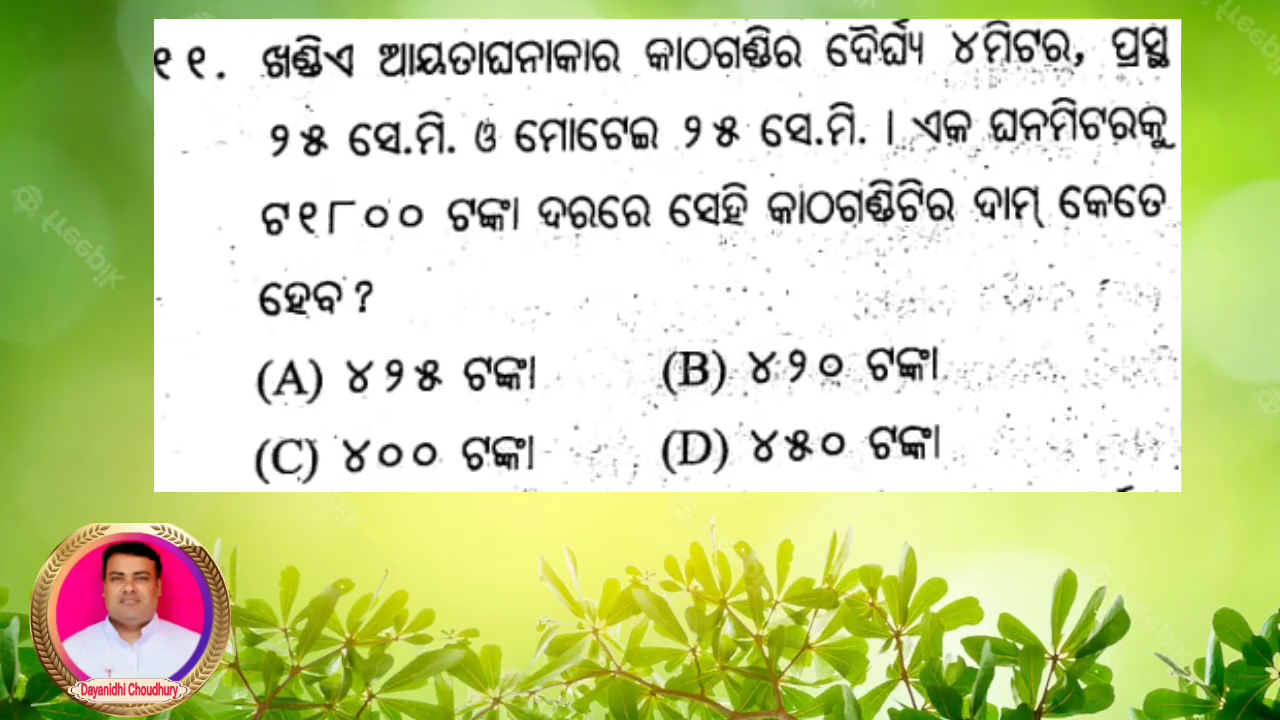 ୧୧. ଖଣ୍ଡିଏ ଆୟତାଘନାକାର କାଠଗଣ୍ଡିର ଦୈର୍ଘ୍ୟ ୪ମିଟର, ପ୍ରସ୍ଥ
୨୫ ସେ.ମି. ଓ ମୋଟେଇ ୨୫ ସେ.ମି. । ଏକ ଘନମିଟରକୁ
ଟ୧୮୦୦ ଟଙ୍କା ଦରରେ ସେହି କାଠଗଣ୍ଡିଟିର ଦାମ୍ କେତେ
ହେବ ?
(A) ୪୨୫ ଟଙ୍କା (B) ୪୨୦ ଟଙ୍କା
(C) ୪୦୦ ଟଙ୍କା (D) ୪୫୦ ଟଙ୍କା
Dayanidhi Choudhury